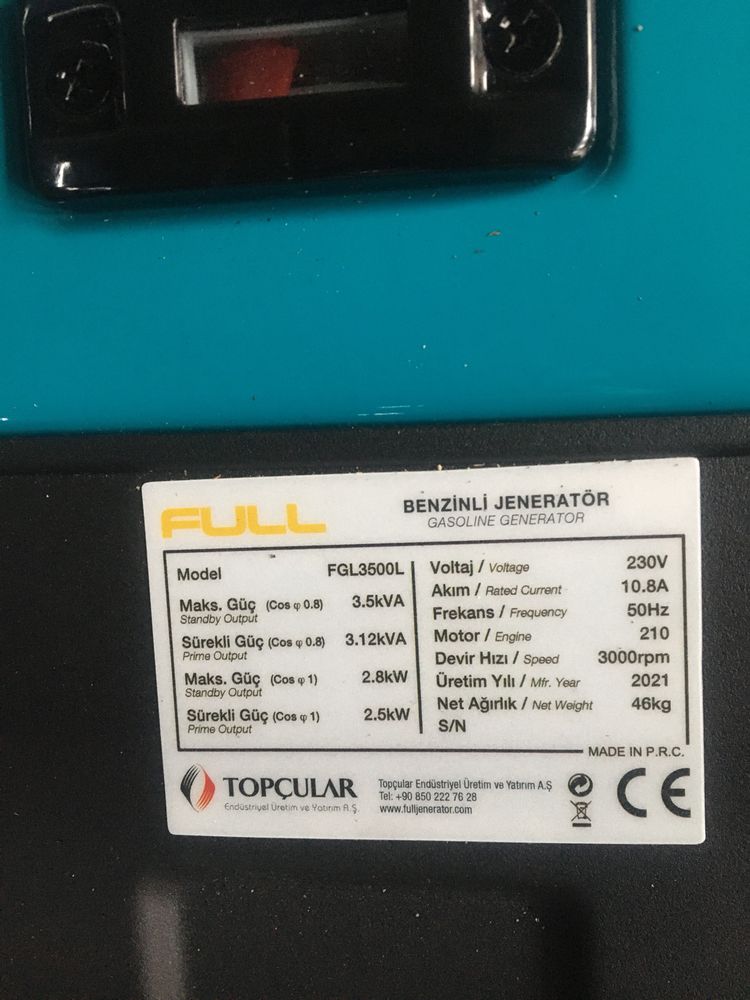 FULL
BENZİNLİ JENERATÖR
GASOLINE GENERATOR
Model FGL3500L
Maks. Güç (Cos φ 0.8) 3.5kVA
Standby Output
Sürekli Güç (Cos φ 0.8) 3.12kVA
Prime Output
Maks. Güç (Cos φ 1) 2.8kW
Standby Output
Sürekli Güç (Cos φ 1) 2.5kW
Prime Output
Voltaj / Voltage 230V
Akım / Rated Current 10.8A
Frekans / Frequency 50Hz
Motor / Engine 210
Devir Hızı / Speed 3000rpm
Üretim Yılı / Mfr. Year 2021
Net Ağırlık / Net Weight 46kg
S/N
MADE IN P.R.C.
TOPÇULAR
Endüstriyel Üretim ve Yatırım A.Ş.
Topçular Endüstriyel Üretim ve Yatırım A.Ş
Tel: +90 850 222 76 28
www.fulljenerator.com
CE